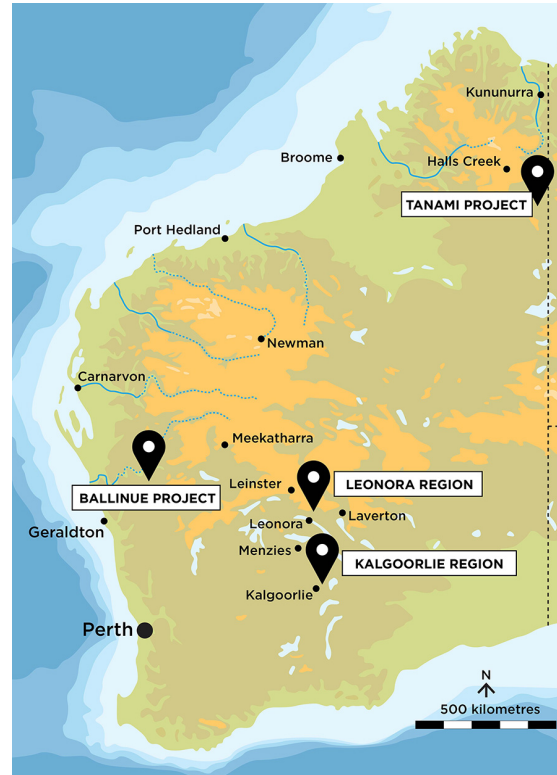 Kununurra
Broome
Halls Creek
TANAMI PROJECT
Port Hedland
Newman
Carnarvon
Meekatharra
Leinster
LEONORA REGION
BALLINUE PROJECT
Laverton
Leonora
Geraldton
Menzies
KALGOORLIE REGION
Kalgoorlie
Perth
N
500 kilometres